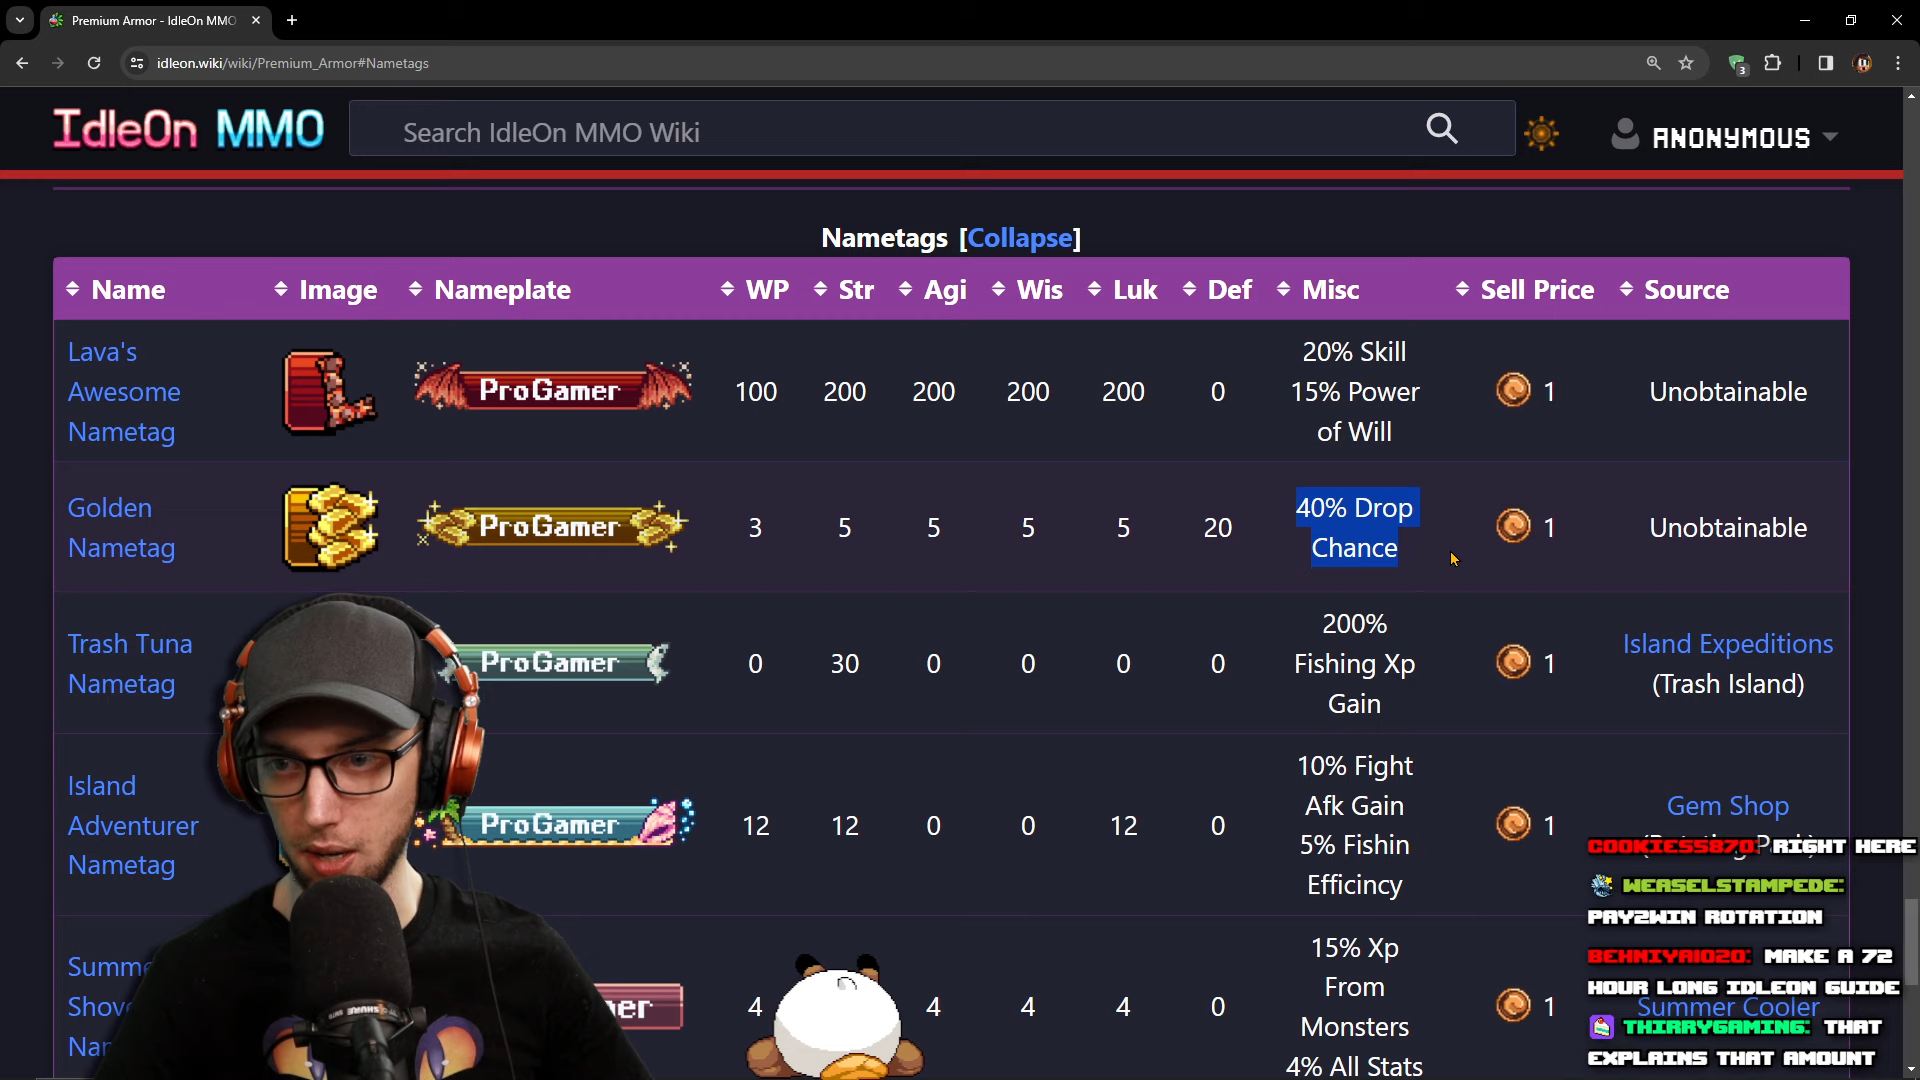 Premium Armor - IdleOn MMO
idleon.wiki/wiki/Premium_Armor#Nametags
3
IdleOn MMO
Search IdleOn MMO Wiki
ANONYMOUS
Nametags [Collapse]
Name Image Nameplate WP Str Agi Wis Luk Def Misc Sell Price Source
Lava's
Awesome
Nametag
ProGamer
100 200 200 200 200 0
20% Skill
15% Power
of Will
1
Unobtainable
Golden
Nametag
ProGamer
3 5 5 5 5 20
40% Drop
Chance
1
Unobtainable
Trash Tuna
Nametag
ProGamer
0 30 0 0 0 0
200%
Fishing Xp
Gain
1
Island Expeditions
(Trash Island)
Island
Adventurer
Nametag
ProGamer
12 12 0 0 12 0
10% Fight
Afk Gain
5% Fishin
Efficincy
1
Gem Shop
4 4 4 4 0
15% Xp
From
Monsters
4% All Stats
1
Summer Cooler
COOKIE55870: RIGHT HERE
WEASELSTAMPEDE:
PAY2WIN ROTATION
BEHNIYAI020: MAKE A 72
HOUR LONG IDLEON GUIDE
THIRRYGAMING: THAT
EXPLAINS THAT AMOUNT